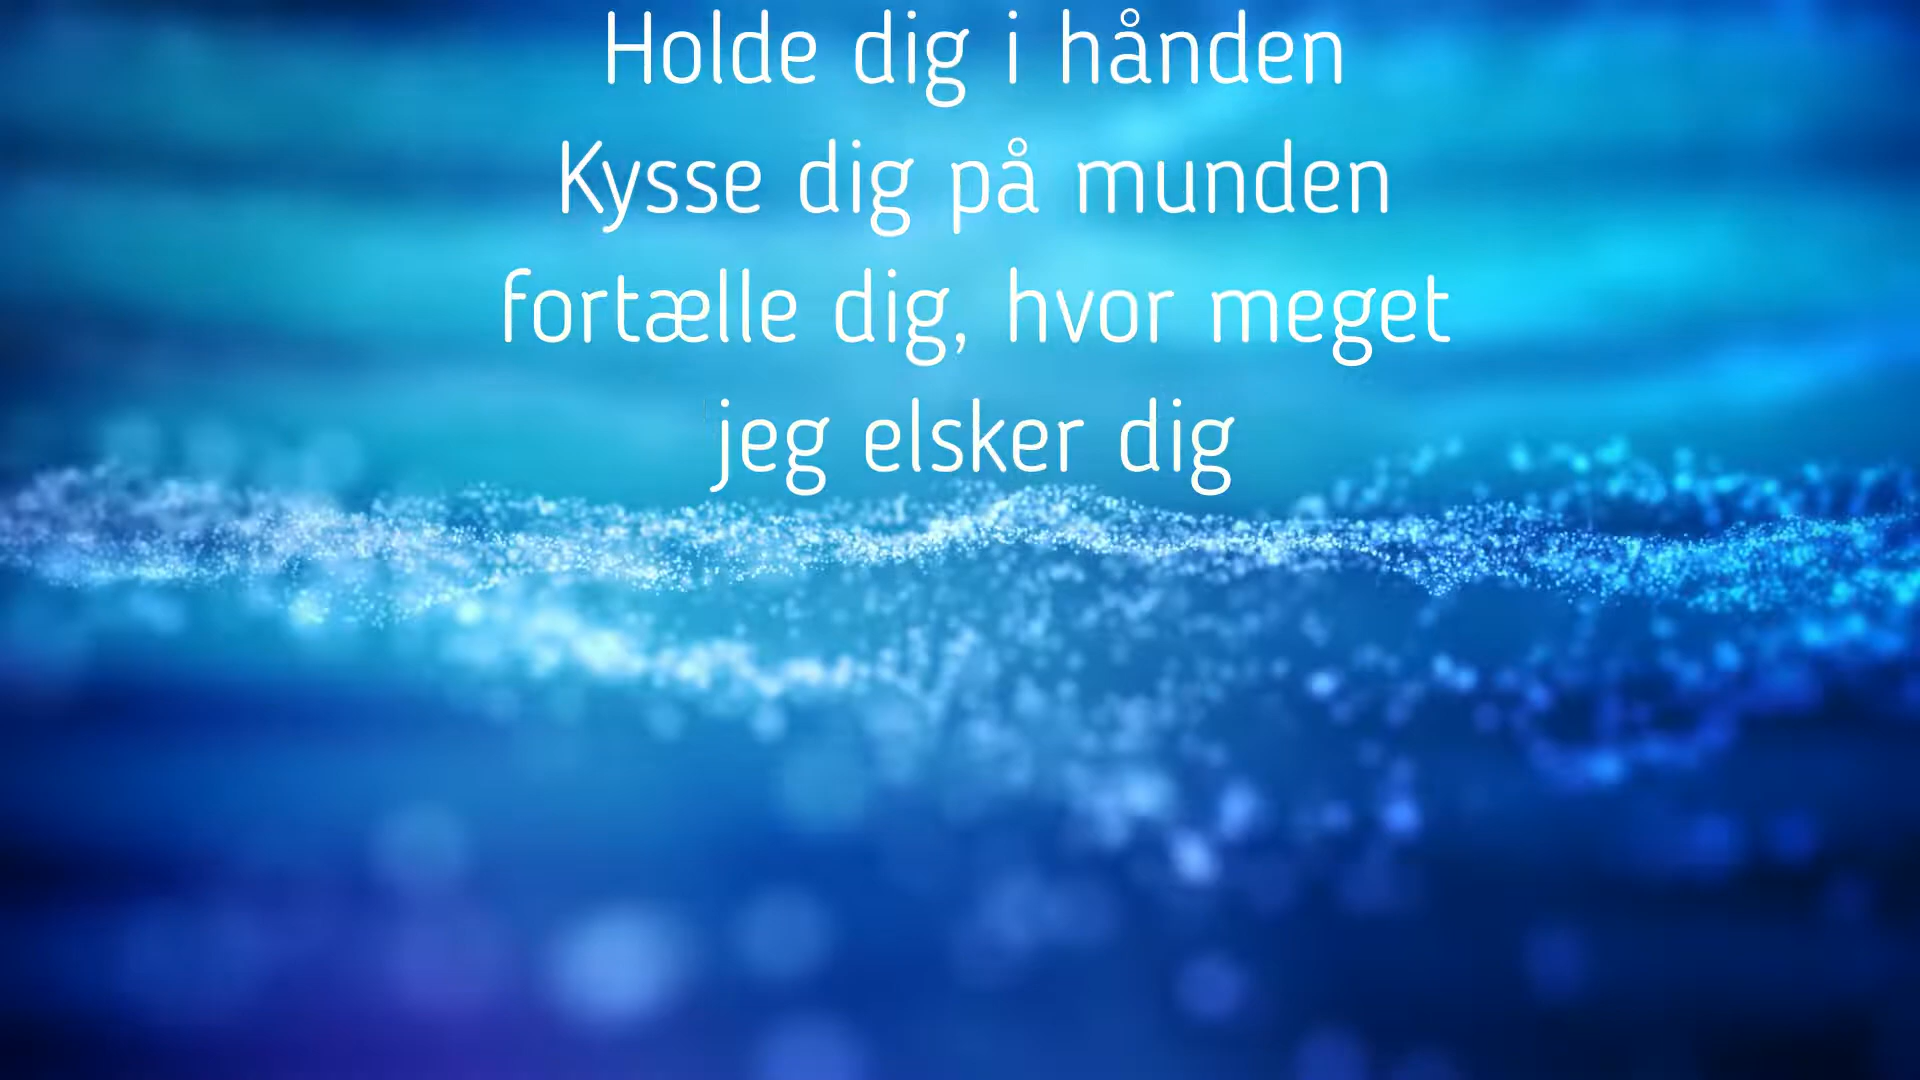 Holde dig i hånden
Kysse dig på munden
fortælle dig, hvor meget
jeg elsker dig